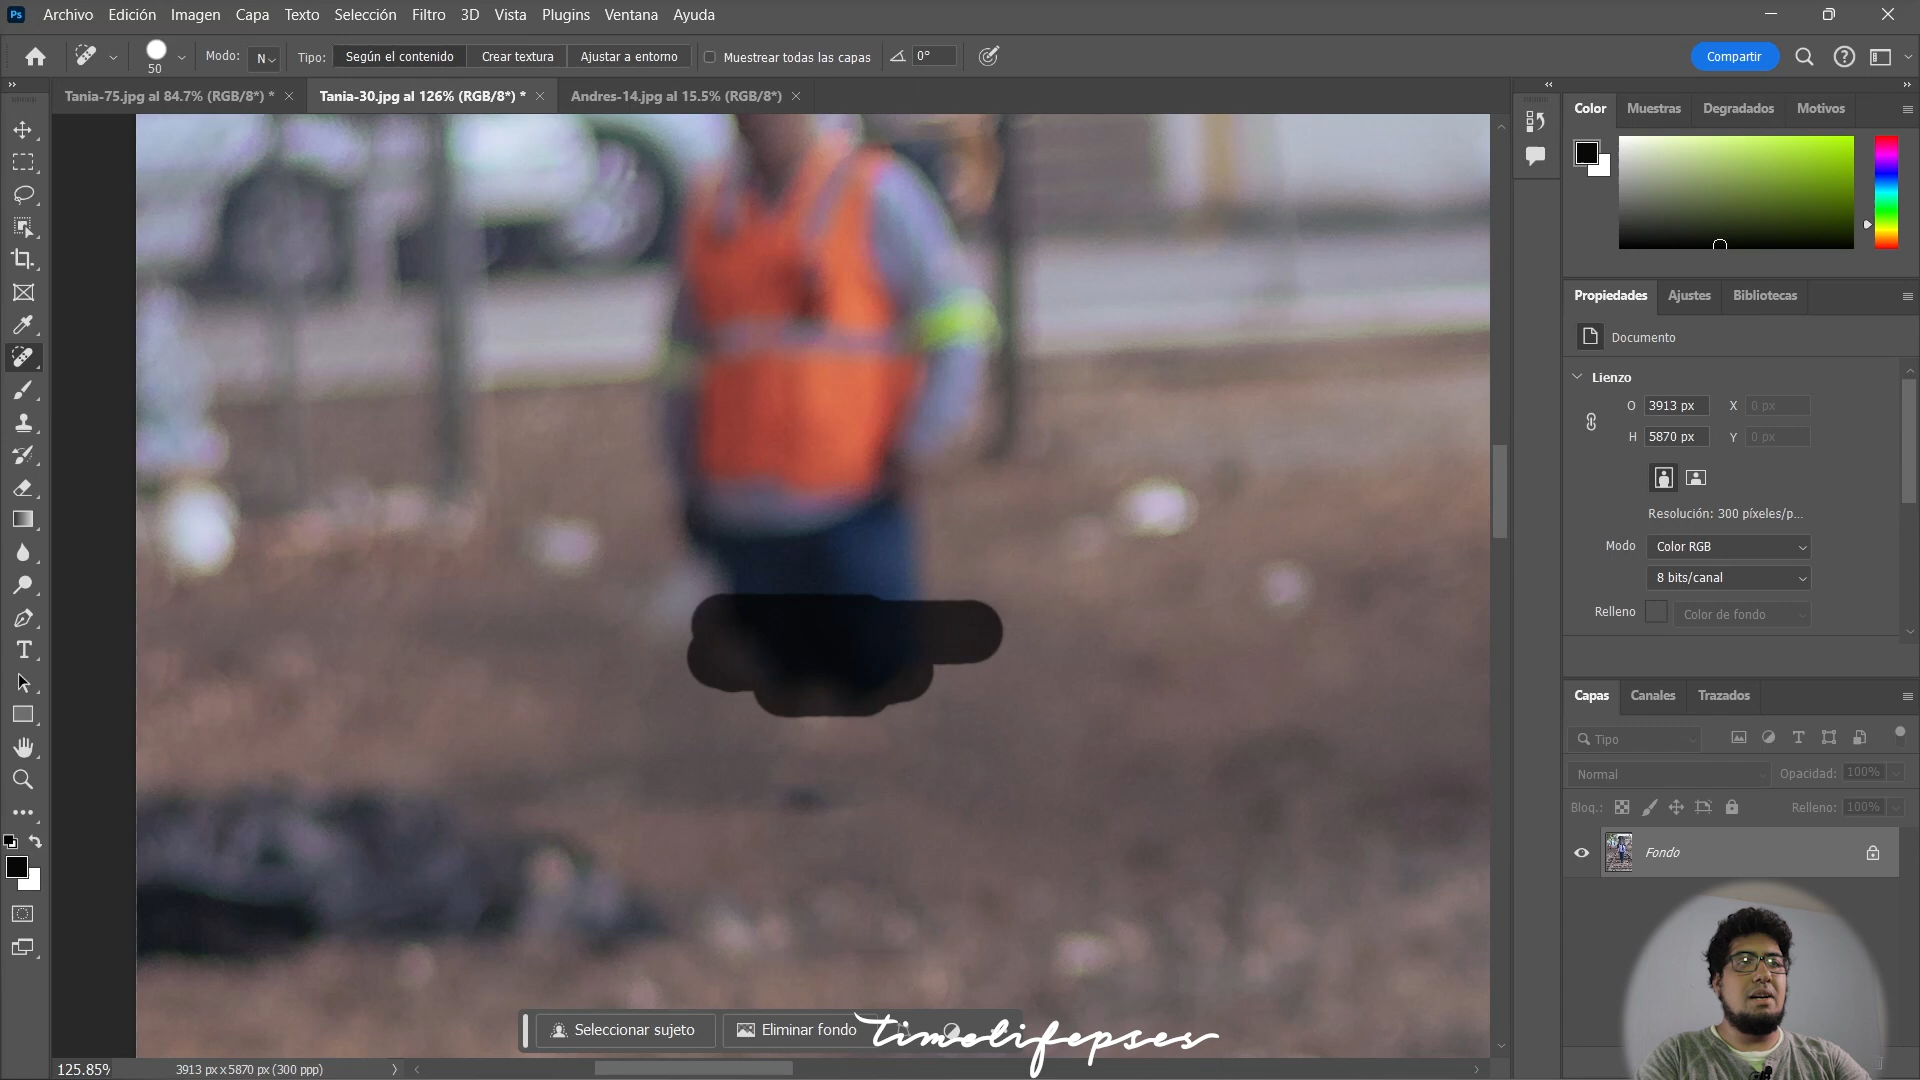 Ps Archivo Edición Imagen Capa Texto Selección Filtro 3D Vista Plugins Ventana Ayuda
50 Modo: N Tipo: Según el contenido Crear textura Ajustar a entorno Muestrear todas las capas 0° Compartir
Tania-75.jpg al 84.7% (RGB/8*) * Tania-30.jpg al 126% (RGB/8*) * Andres-14.jpg al 15.5% (RGB/8*)
Color Muestras Degradados Motivos
Propiedades Ajustes Bibliotecas
Documento
Lienzo
O 3913 px X 0 px
H 5870 px Y 0 px
Resolución: 300 píxeles/p...
Modo Color RGB
8 bits/canal
Relleno Color de fondo
Capas Canales Trazados
Tipo
Normal Opacidad: 100%
Bloq.: Relleno: 100%
Fondo
Seleccionar sujeto Eliminar fondo
timelifepses
125.85% 3913 px x 5870 px (300 ppp)